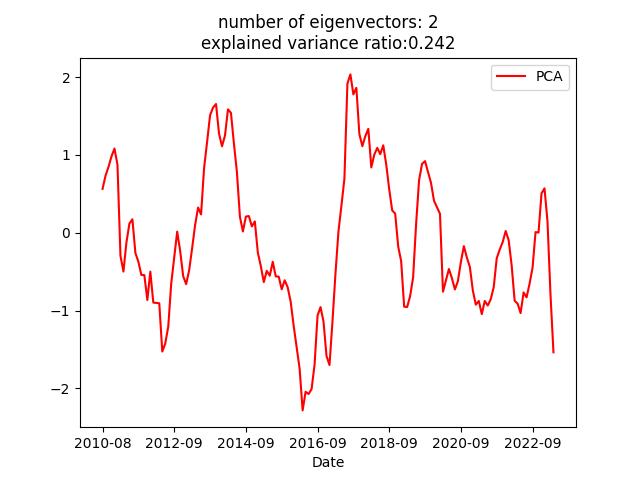 number of eigenvectors: 2
explained variance ratio:0.242
PCA
2
1
0
−1
−2
2010-08 2012-09 2014-09 2016-09 2018-09 2020-09 2022-09
Date